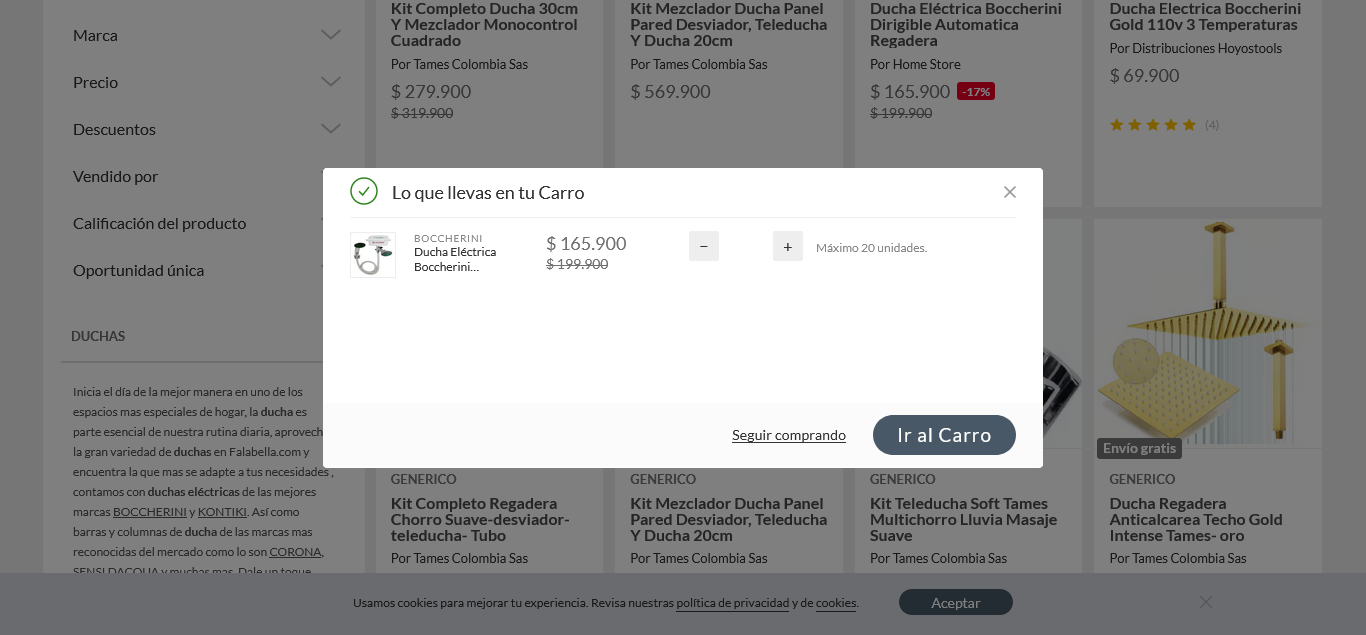 Marca
Precio
Descuentos
Vendido por
Calificación del producto
Oportunidad única
DUCHAS
Inicia el día de la mejor manera en uno de los
espacios mas especiales de hogar, la ducha es
parte esencial de nuestra rutina diaria, aprovech
la gran variedad de duchas en Falabella.com y
encuentra la que mas se adapte a tus necesidades ,
contamos con duchas eléctricas de las mejores
marcas BOCCHERINI y KONTIKI. Así como
barras y columnas de ducha de las marcas mas
reconocidas del mercado como lo son CORONA,
SENSI DACQUA y muchas mas. Dale un toque
Kit Completo Ducha 30cm
Y Mezclador Monocontrol
Cuadrado
Por Tames Colombia Sas
$ 279.900
$ 319.900
Kit Mezclador Ducha Panel
Pared Desviador, Teleducha
Y Ducha 20cm
Por Tames Colombia Sas
$ 569.900
Ducha Eléctrica Boccherini
Dirigible Automatica
Regadera
Por Home Store
$ 165.900 -17%
$ 199.900
Ducha Electrica Boccherini
Gold 110v 3 Temperaturas
Por Distribuciones Hoyostools
$ 69.900
(4)
Lo que llevas en tu Carro
BOCCHERINI
Ducha Eléctrica
Boccherini...
$ 165.900
$ 199.900
− + Máximo 20 unidades.
Seguir comprando
Ir al Carro
GENERICO
Kit Completo Regadera
Chorro Suave-desviador-
teleducha- Tubo
Por Tames Colombia Sas
GENERICO
Kit Mezclador Ducha Panel
Pared Desviador, Teleducha
Y Ducha 20cm
Por Tames Colombia Sas
GENERICO
Kit Teleducha Soft Tames
Multichorro Lluvia Masaje
Suave
Por Tames Colombia Sas
Envío gratis
GENERICO
Ducha Regadera
Anticalcarea Techo Gold
Intense Tames- oro
Por Tames Colombia Sas
Usamos cookies para mejorar tu experiencia. Revisa nuestras política de privacidad y de cookies.
Aceptar